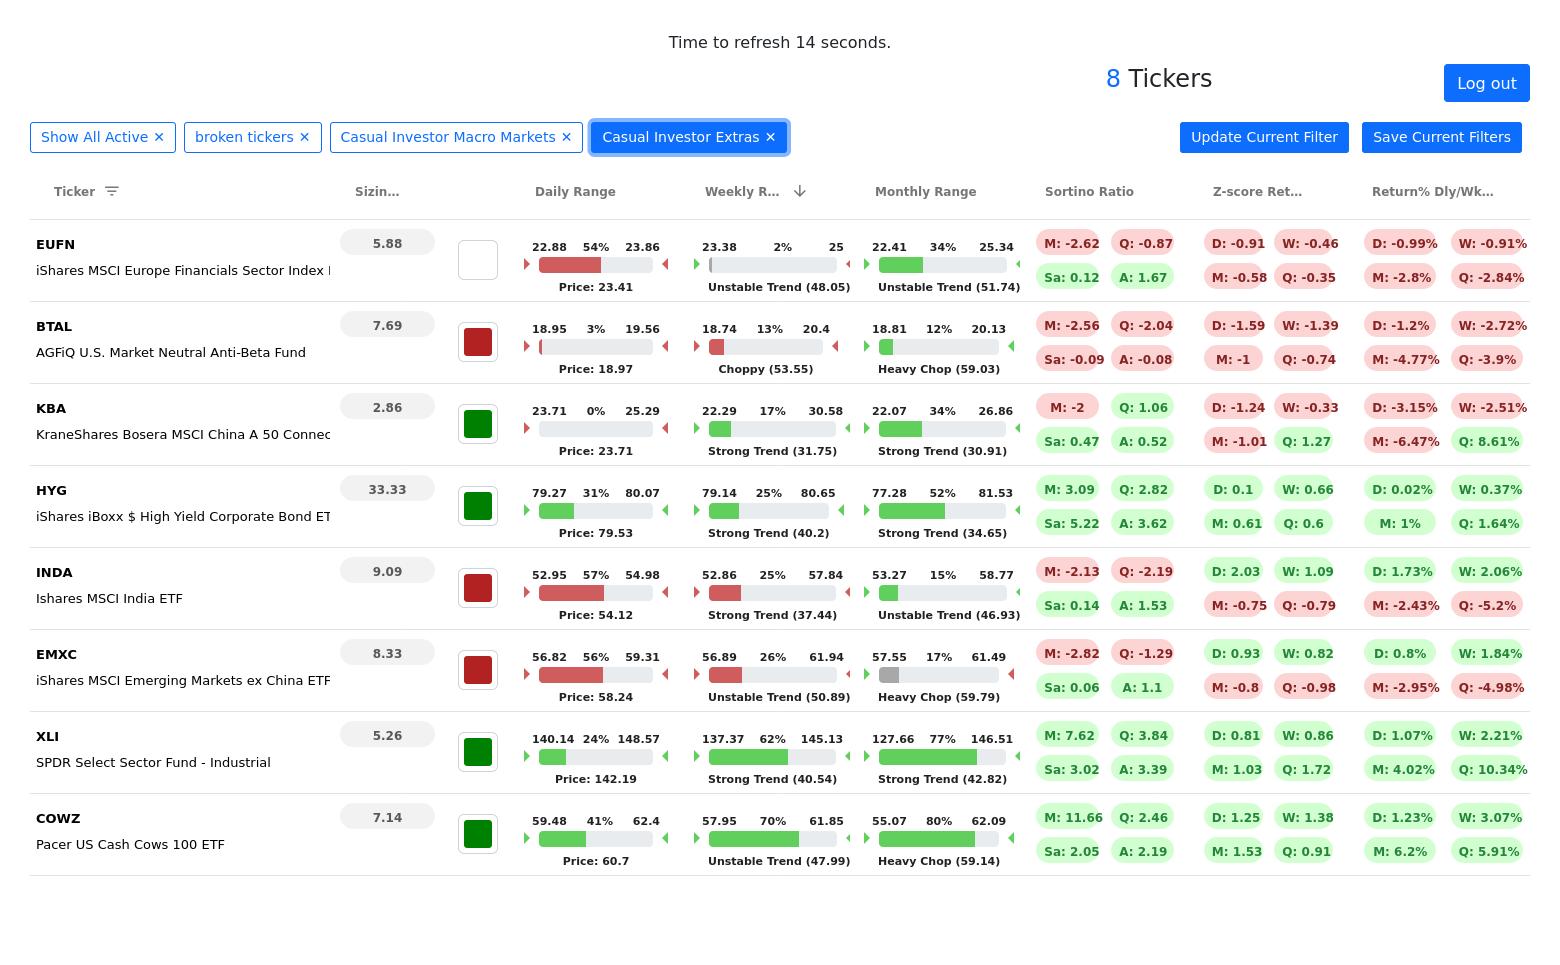 Time to refresh 14 seconds.
8 Tickers
Log out
Show All Active ✕ broken tickers ✕ Casual Investor Macro Markets ✕ Casual Investor Extras ✕ Update Current Filter Save Current Filters
Ticker Sizin... Daily Range Weekly R... Monthly Range Sortino Ratio Z-score Ret... Return% Dly/Wk...
EUFN 5.88 22.88 54% 23.86 23.38 2% 25 22.41 34% 25.34 M: -2.62 Q: -0.87 D: -0.91 W: -0.46 D: -0.99% W: -0.91%
iShares MSCI Europe Financials Sector Index Sa: 0.12 A: 1.67 M: -0.58 Q: -0.35 M: -2.8% Q: -2.84%
Price: 23.41 Unstable Trend (48.05) Unstable Trend (51.74)
BTAL 7.69 18.95 3% 19.56 18.74 13% 20.4 18.81 12% 20.13 M: -2.56 Q: -2.04 D: -1.59 W: -1.39 D: -1.2% W: -2.72%
AGFiQ U.S. Market Neutral Anti-Beta Fund Sa: -0.09 A: -0.08 M: -1 Q: -0.74 M: -4.77% Q: -3.9%
Price: 18.97 Choppy (53.55) Heavy Chop (59.03)
KBA 2.86 23.71 0% 25.29 22.29 17% 30.58 22.07 34% 26.86 M: -2 Q: 1.06 D: -1.24 W: -0.33 D: -3.15% W: -2.51%
KraneShares Bosera MSCI China A 50 Connec Sa: 0.47 A: 0.52 M: -1.01 Q: 1.27 M: -6.47% Q: 8.61%
Price: 23.71 Strong Trend (31.75) Strong Trend (30.91)
HYG 33.33 79.27 31% 80.07 79.14 25% 80.65 77.28 52% 81.53 M: 3.09 Q: 2.82 D: 0.1 W: 0.66 D: 0.02% W: 0.37%
iShares iBoxx $ High Yield Corporate Bond ET Sa: 5.22 A: 3.62 M: 0.61 Q: 0.6 M: 1% Q: 1.64%
Price: 79.53 Strong Trend (40.2) Strong Trend (34.65)
INDA 9.09 52.95 57% 54.98 52.86 25% 57.84 53.27 15% 58.77 M: -2.13 Q: -2.19 D: 2.03 W: 1.09 D: 1.73% W: 2.06%
Ishares MSCI India ETF Sa: 0.14 A: 1.53 M: -0.75 Q: -0.79 M: -2.43% Q: -5.2%
Price: 54.12 Strong Trend (37.44) Unstable Trend (46.93)
EMXC 8.33 56.82 56% 59.31 56.89 26% 61.94 57.55 17% 61.49 M: -2.82 Q: -1.29 D: 0.93 W: 0.82 D: 0.8% W: 1.84%
iShares MSCI Emerging Markets ex China ETF Sa: 0.06 A: 1.1 M: -0.8 Q: -0.98 M: -2.95% Q: -4.98%
Price: 58.24 Unstable Trend (50.89) Heavy Chop (59.79)
XLI 5.26 140.14 24% 148.57 137.37 62% 145.13 127.66 77% 146.51 M: 7.62 Q: 3.84 D: 0.81 W: 0.86 D: 1.07% W: 2.21%
SPDR Select Sector Fund - Industrial Sa: 3.02 A: 3.39 M: 1.03 Q: 1.72 M: 4.02% Q: 10.34%
Price: 142.19 Strong Trend (40.54) Strong Trend (42.82)
COWZ 7.14 59.48 41% 62.4 57.95 70% 61.85 55.07 80% 62.09 M: 11.66 Q: 2.46 D: 1.25 W: 1.38 D: 1.23% W: 3.07%
Pacer US Cash Cows 100 ETF Sa: 2.05 A: 2.19 M: 1.53 Q: 0.91 M: 6.2% Q: 5.91%
Price: 60.7 Unstable Trend (47.99) Heavy Chop (59.14)